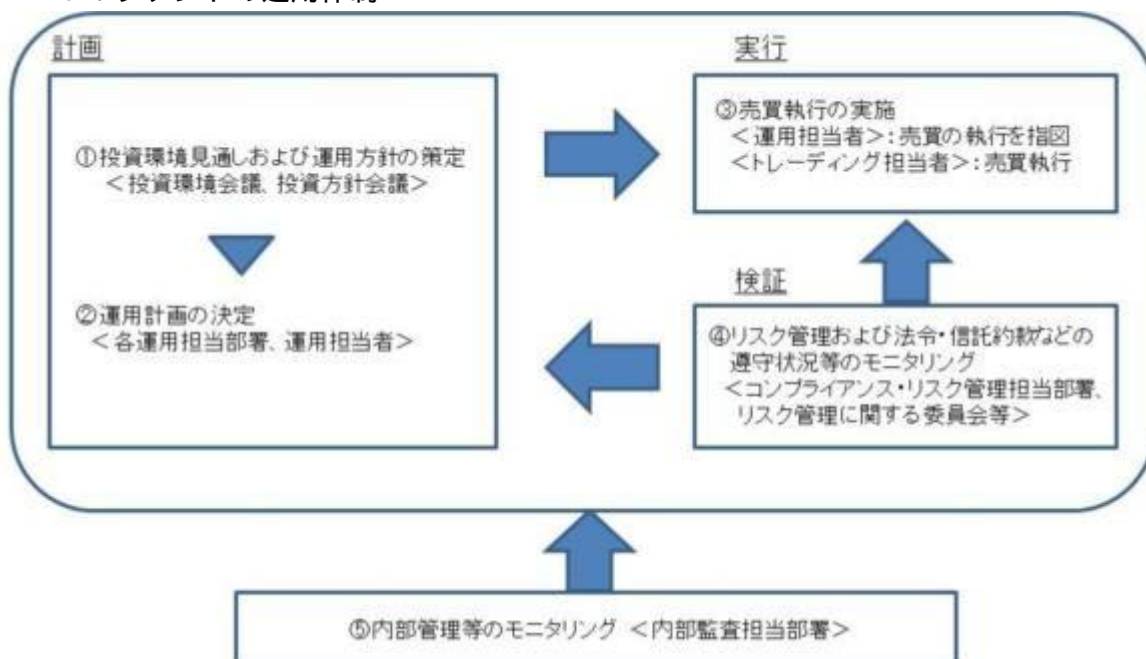 計画
①投資環境見通しおよび運用方針の策定
<投資環境会議、投資方針会議>
②運用計画の決定
<各運用担当部署、運用担当者>
実行
③売買執行の実施
<運用担当者>:売買の執行を指図
<トレーディング担当者>:売買執行
検証
④リスク管理および法令・信託約款などの
遵守状況等のモニタリング
<コンプライアンス・リスク管理担当部署、
リスク管理に関する委員会等>
⑤内部管理等のモニタリング <内部監査担当部署>